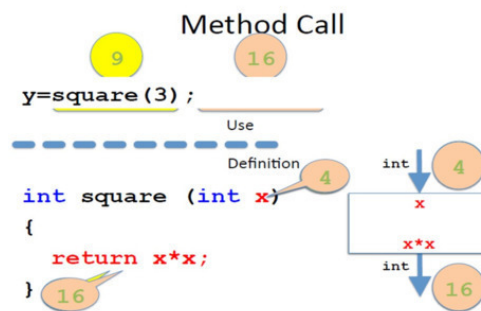 Method Call
9 16
y=square(3);
Use
Definition
int 4
int square (int x) 4
x
{
return x*x;
x*x
int
} 16
16